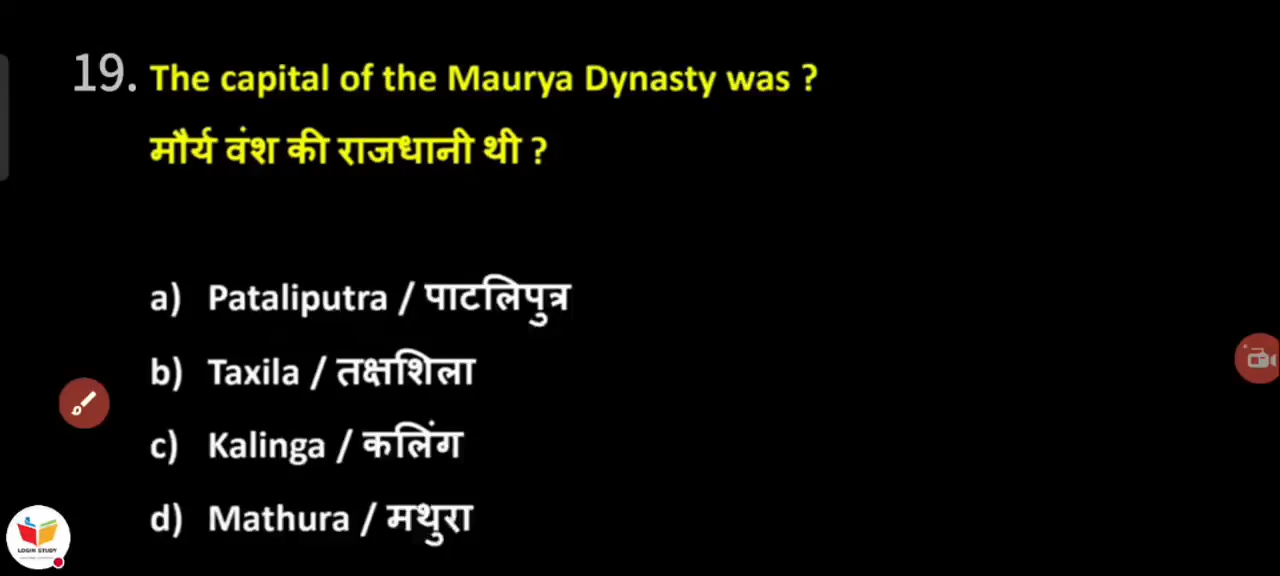 19. The capital of the Maurya Dynasty was ?
मौर्य वंश की राजधानी थी ?
a) Pataliputra / पाटलिपुत्र
b) Taxila / तक्षशिला
c) Kalinga / कलिंग
d) Mathura / मथुरा
LOGIN STUDY